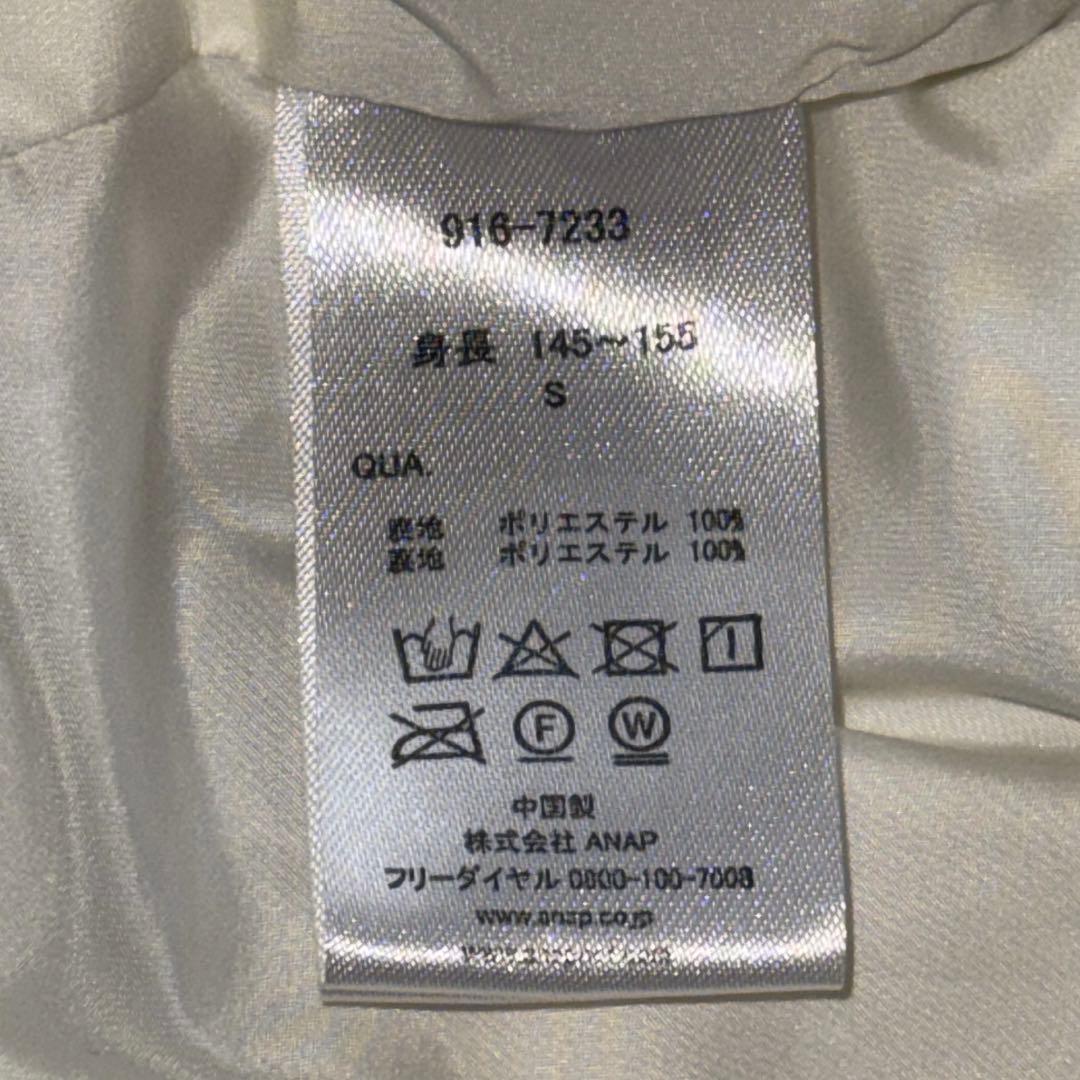 916-7233
身長 145～155
S
QUA.
表地 ポリエステル 100%
裏地 ポリエステル 100%
F W
中国製
株式会社 ANAP
フリーダイヤル 0800-100-7008
www.anap.co.jp